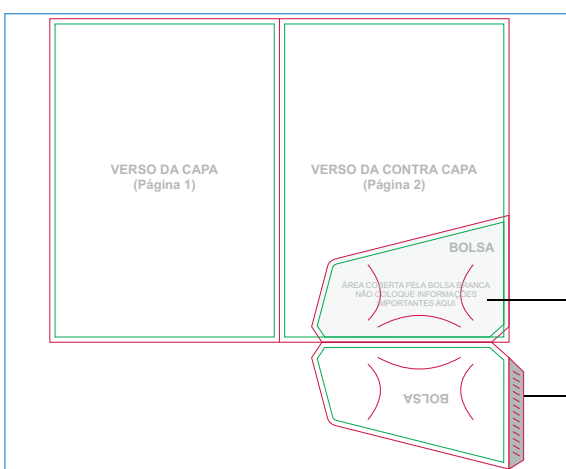 VERSO DA CAPA
(Página 1)
VERSO DA CONTRA CAPA
(Página 2)
BOLSA
ÁREA COBERTA PELA BOLSA BRANCA
NÃO COLOQUE INFORMAÇÕES
IMPORTANTES AQUI
BOLSA